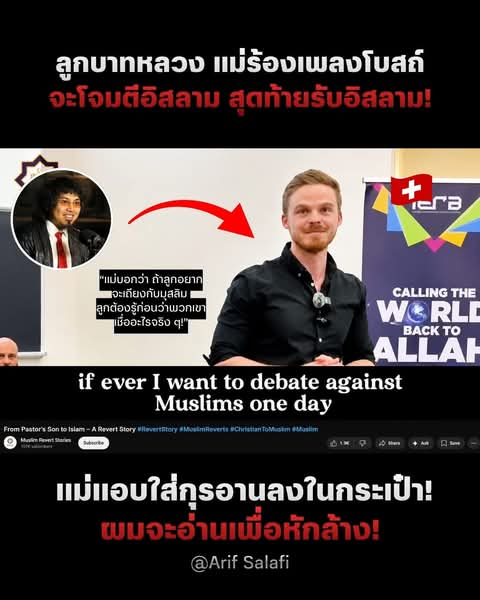 ลูกบาทหลวง แม่ร้องเพลงโบสถ์
จะโจมตีอิสลาม สุดท้ายรับอิสลาม!
iERA
"แม่บอกว่า ถ้าลูกอยาก
จะเถียงกับมุสลิม
ลูกต้องรู้ก่อนว่าพวกเขา
เชื่ออะไรจริง ๆ!"
CALLING THE
WORLD
BACK TO
ALLAH
if ever I want to debate against
Muslims one day
From Pastor's Son to Islam – A Revert Story #RevertStory #MuslimReverts #ChristianToMuslim #Muslim
Muslim Revert Stories
Subscribe
1.9K
Share
Ask
Save
แม่แอบใส่กุรอานลงในกระเป๋า!
ผมจะอ่านเพื่อหักล้าง!
@Arif Salafi